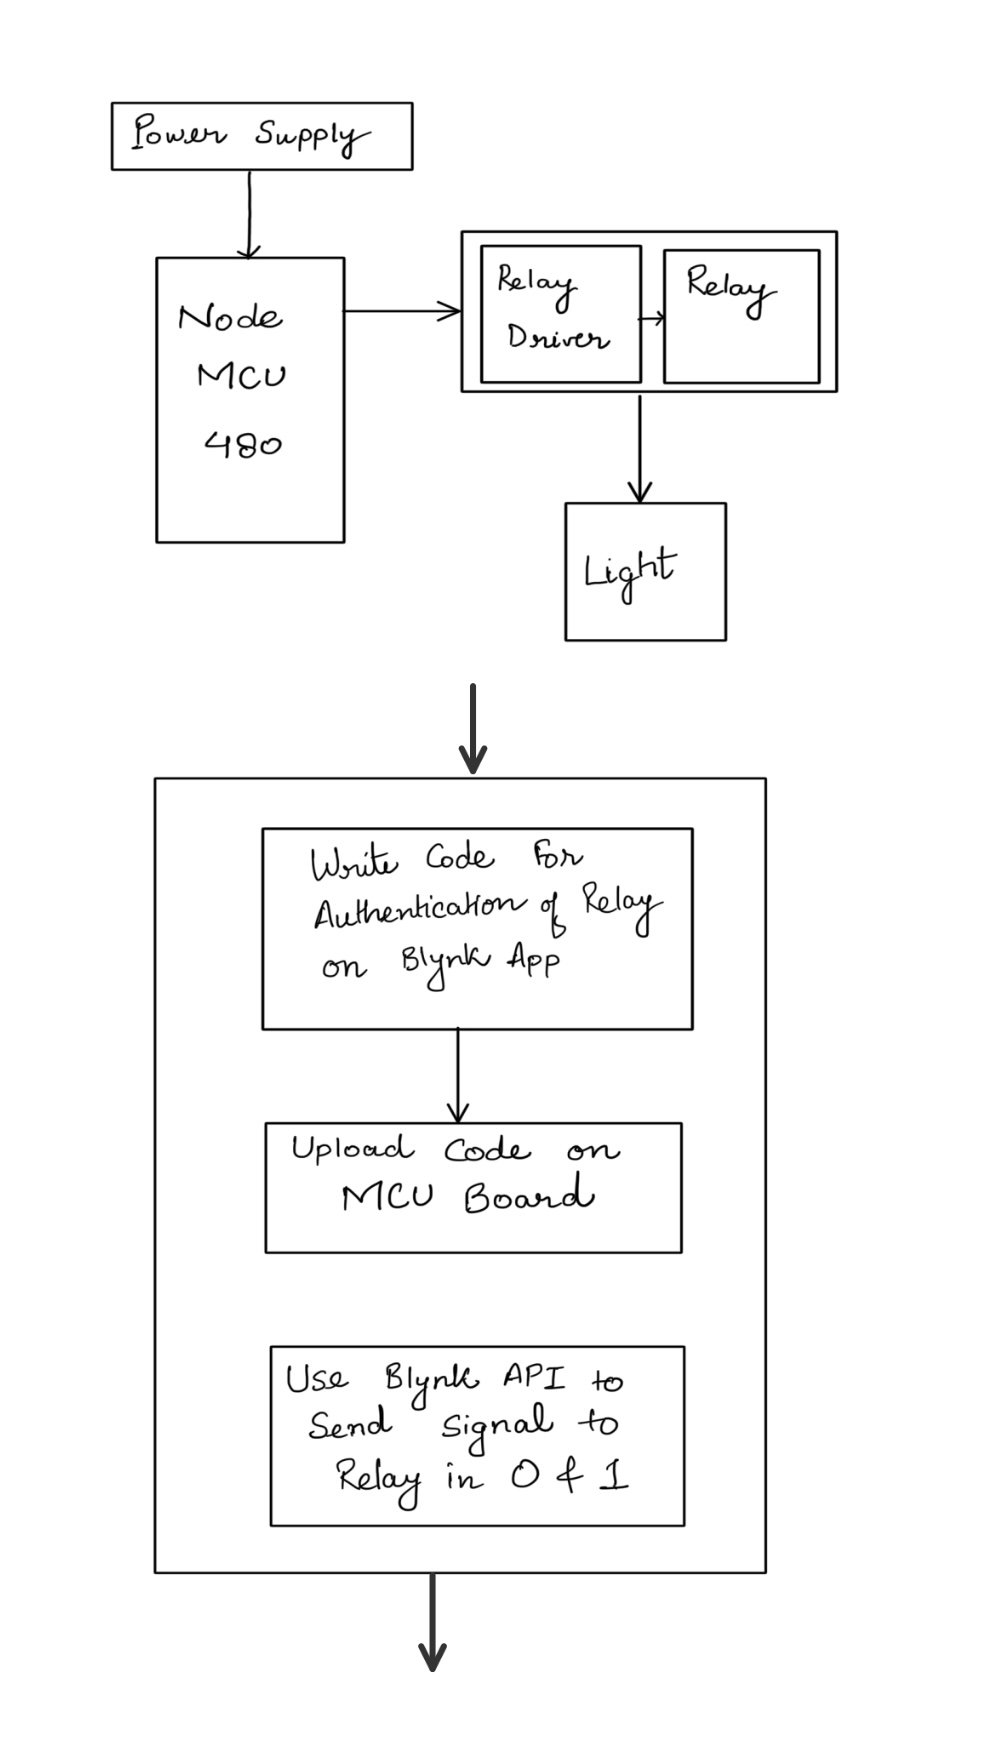 Power Supply
Node
MCU
480
Relay
Driver
Relay
Light
Write Code For
Authentication of Relay
on Blynk App
Upload Code on
MCU Board
Use Blynk API to
Send signal to
Relay in 0 & 1